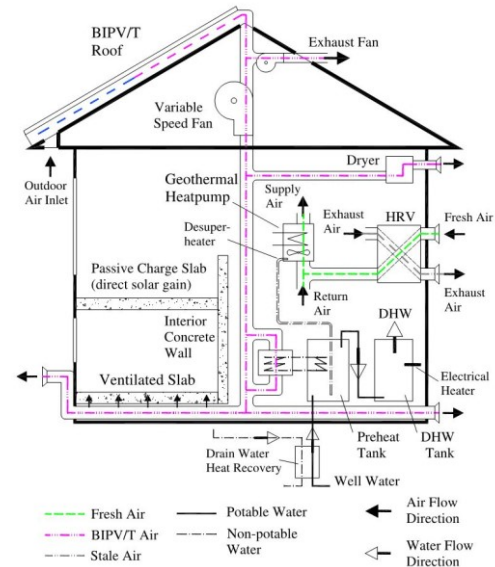 BIPV/T
Roof
Exhaust Fan
Variable
Speed Fan
Outdoor
Air Inlet
Dryer
Geothermal
Heatpump
Supply
Air
Desuper-
heater
Exhaust
Air
HRV
Fresh Air
Exhaust
Air
Return
Air
Passive Charge Slab
(direct solar gain)
Interior
Concrete
Wall
Ventilated Slab
DHW
Electrical
Heater
Preheat
Tank
DHW
Tank
Drain Water
Heat Recovery
Well Water
Fresh Air
BIPV/T Air
Stale Air
Potable Water
Non-potable
Water
Air Flow
Direction
Water Flow
Direction